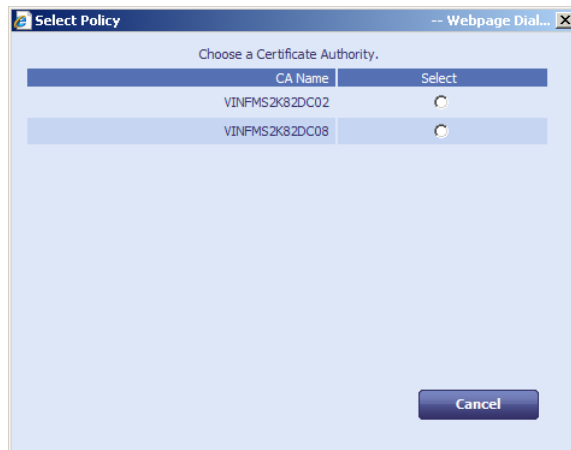 Select Policy -- Webpage Dial...
Choose a Certificate Authority.
CA Name Select
VINFMS2K82DC02
VINFMS2K82DC08
Cancel